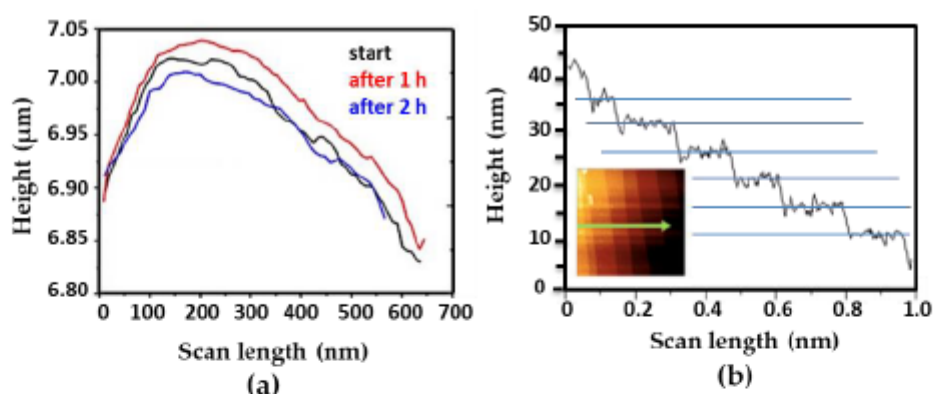 7.05
7.00
6.95
6.90
6.85
6.80
Height (μm)
start
after 1 h
after 2 h
0 100 200 300 400 500 600 700
Scan length (nm)
(a)
50
40
30
20
10
0
Height (nm)
0 0.2 0.4 0.6 0.8 1.0
Scan length (nm)
(b)